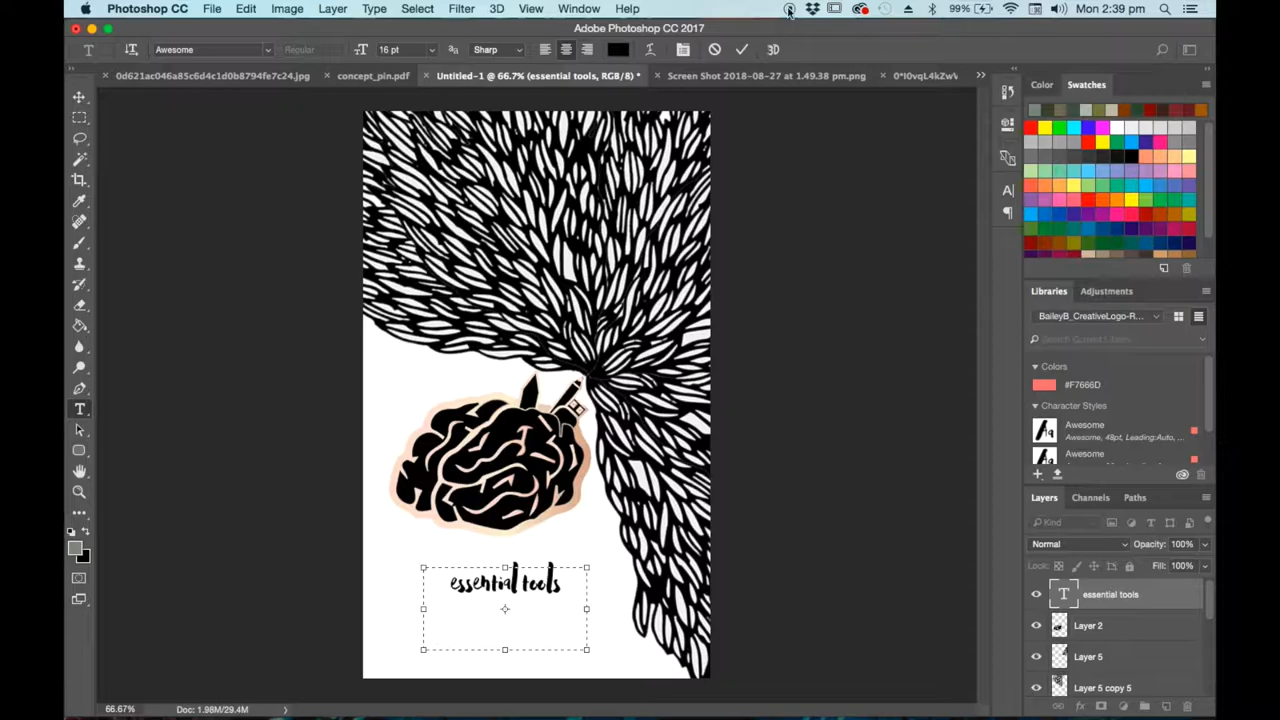 Photoshop CC File Edit Image Layer Type Select Filter 3D View Window Help 99% Mon 2:39 pm
Adobe Photoshop CC 2017
T Awesome Regular 16 pt Sharp 3D
0d621ac046a85c6d4c1d0b8794fe7c24.jpg concept_pin.pdf Untitled-1 @ 66.7% (essential tools, RGB/8) * Screen Shot 2018-08-27 at 1.49.38 pm.png 0*I0vqL4kZwV
Color Swatches
Libraries Adjustments
BaileyB_CreativeLogo-R...
Search Current Libra...
Colors
#F7666D
Character Styles
Awesome
Awesome, 48pt, Leading:Auto, ...
Awesome
essential tools
Layers Channels Paths
Kind
Normal Opacity: 100%
Lock: Fill: 100%
T essential tools
Layer 2
Layer 5
Layer 5 copy 5
66.67% Doc: 1.98M/29.4M